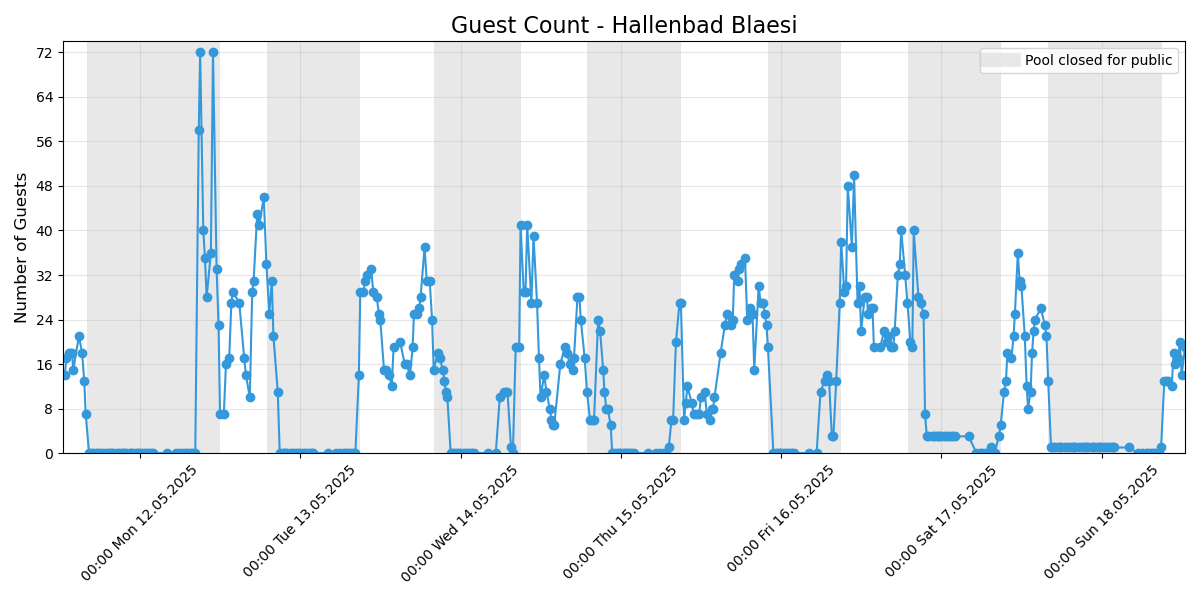 Guest Count - Hallenbad Blaesi
Pool closed for public
Number of Guests
72
64
56
48
40
32
24
16
8
0
00:00 Mon 12.05.2025
00:00 Tue 13.05.2025
00:00 Wed 14.05.2025
00:00 Thu 15.05.2025
00:00 Fri 16.05.2025
00:00 Sat 17.05.2025
00:00 Sun 18.05.2025